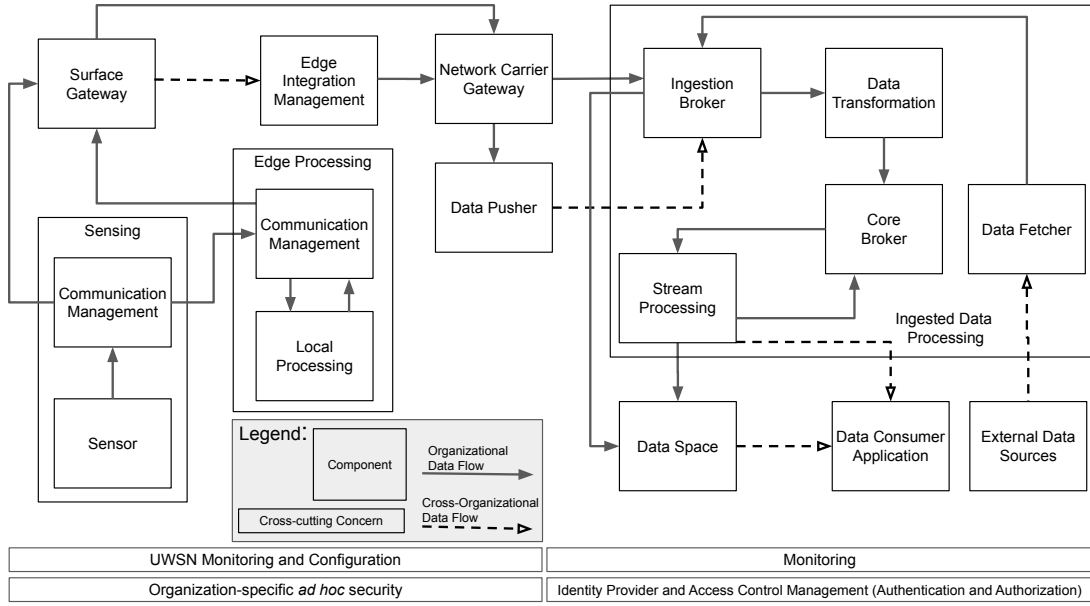 Surface
Gateway
Edge
Integration
Management
Network Carrier
Gateway
Ingestion
Broker
Data
Transformation
Edge Processing
Communication
Management
Local
Processing
Data Pusher
Core
Broker
Data Fetcher
Sensing
Communication
Management
Sensor
Stream
Processing
Ingested Data
Processing
Data Space
Data Consumer
Application
External Data
Sources
Legend:
Component
Organizational
Data Flow
Cross-Organizational
Data Flow
Cross-cutting Concern
UWSN Monitoring and Configuration
Monitoring
Organization-specific ad hoc security
Identity Provider and Access Control Management (Authentication and Authorization)